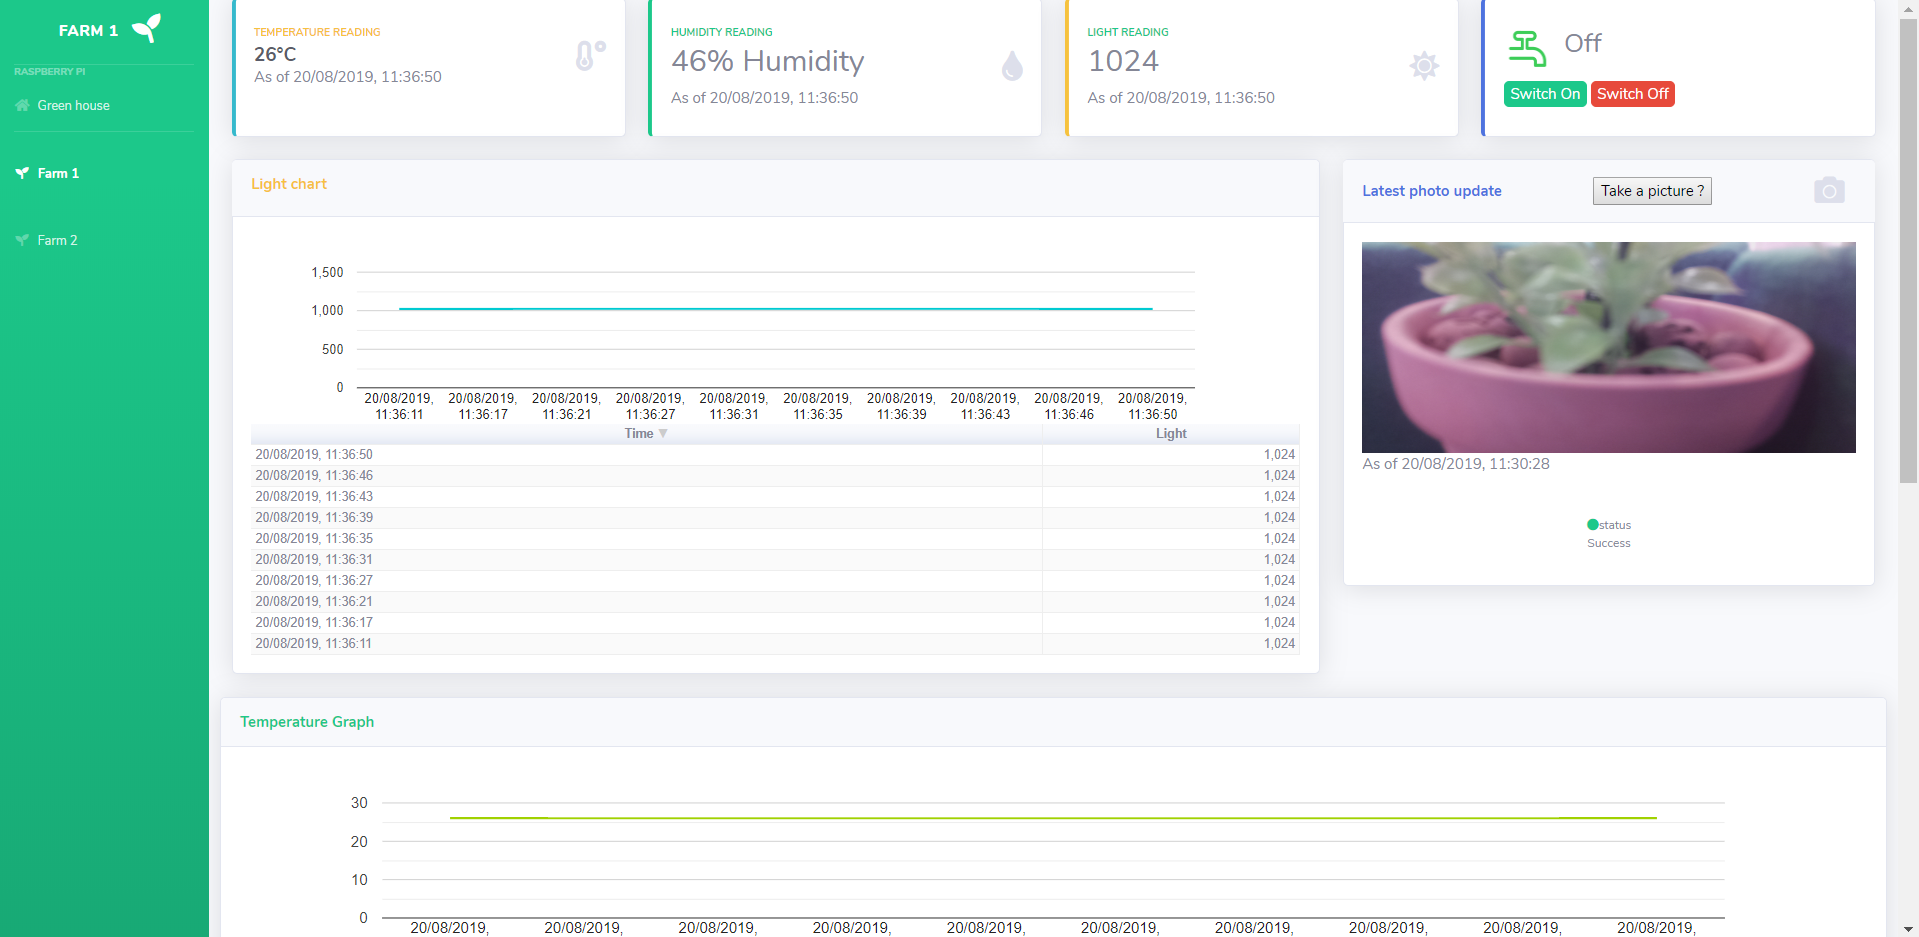 FARM 1
RASPBERRY PI
Green house
Farm 1
Farm 2
TEMPERATURE READING
26°C
As of 20/08/2019, 11:36:50
HUMIDITY READING
46% Humidity
As of 20/08/2019, 11:36:50
LIGHT READING
1024
As of 20/08/2019, 11:36:50
Off
Switch On Switch Off
Light chart
1,500
1,000
500
0
20/08/2019, 20/08/2019, 20/08/2019, 20/08/2019, 20/08/2019, 20/08/2019, 20/08/2019, 20/08/2019, 20/08/2019, 20/08/2019,
11:36:11 11:36:17 11:36:21 11:36:27 11:36:31 11:36:35 11:36:39 11:36:43 11:36:46 11:36:50
Time Light
20/08/2019, 11:36:50 1,024
20/08/2019, 11:36:46 1,024
20/08/2019, 11:36:43 1,024
20/08/2019, 11:36:39 1,024
20/08/2019, 11:36:35 1,024
20/08/2019, 11:36:31 1,024
20/08/2019, 11:36:27 1,024
20/08/2019, 11:36:21 1,024
20/08/2019, 11:36:17 1,024
20/08/2019, 11:36:11 1,024
Latest photo update Take a picture ?
As of 20/08/2019, 11:30:28
status
Success
Temperature Graph
30
20
10
0
20/08/2019, 20/08/2019, 20/08/2019, 20/08/2019, 20/08/2019, 20/08/2019, 20/08/2019, 20/08/2019, 20/08/2019, 20/08/2019,